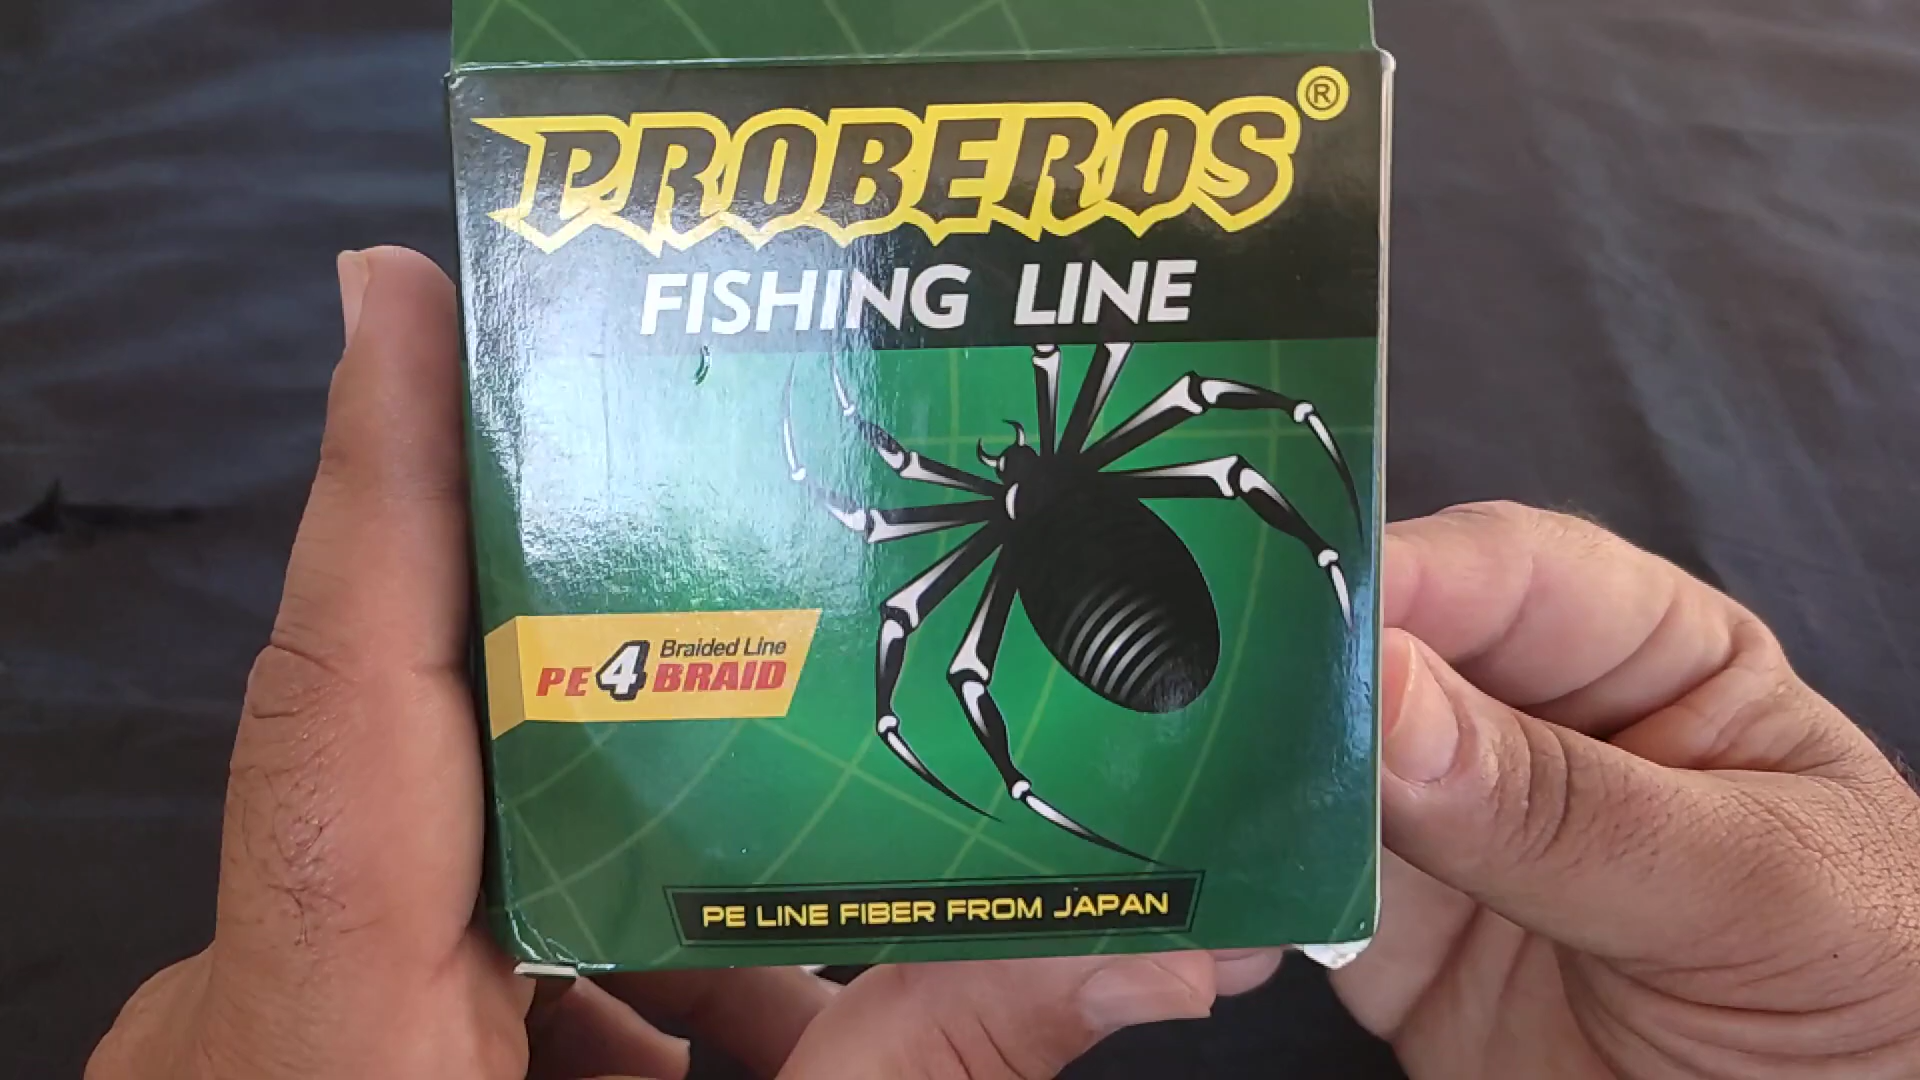 PROBEROS®
FISHING LINE
Braided Line
PE 4 BRAID
PE LINE FIBER FROM JAPAN